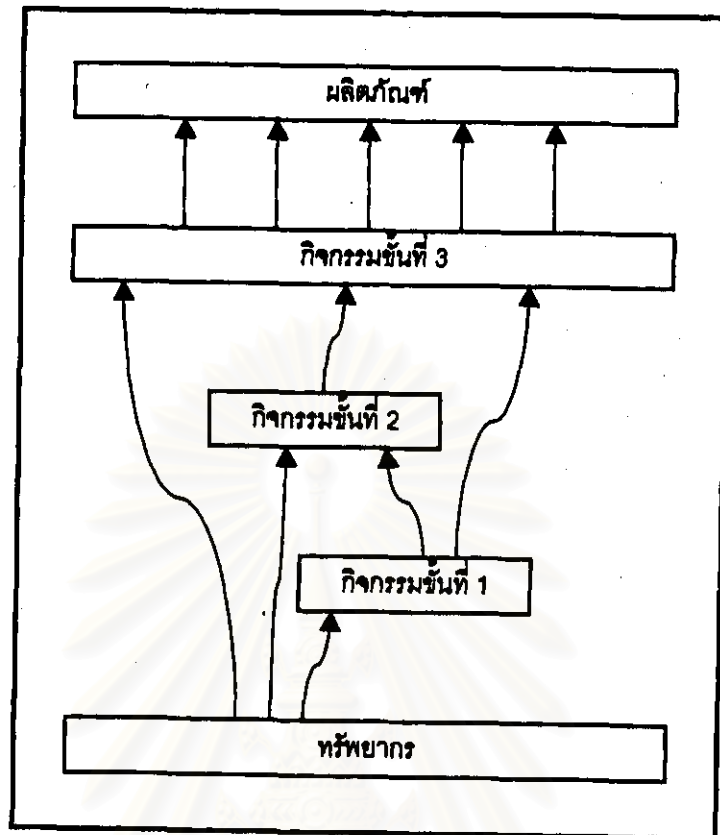 ผลิตภัณฑ์
กิจกรรมขั้นที่ 3
กิจกรรมขั้นที่ 2
กิจกรรมขั้นที่ 1
ทรัพยากร